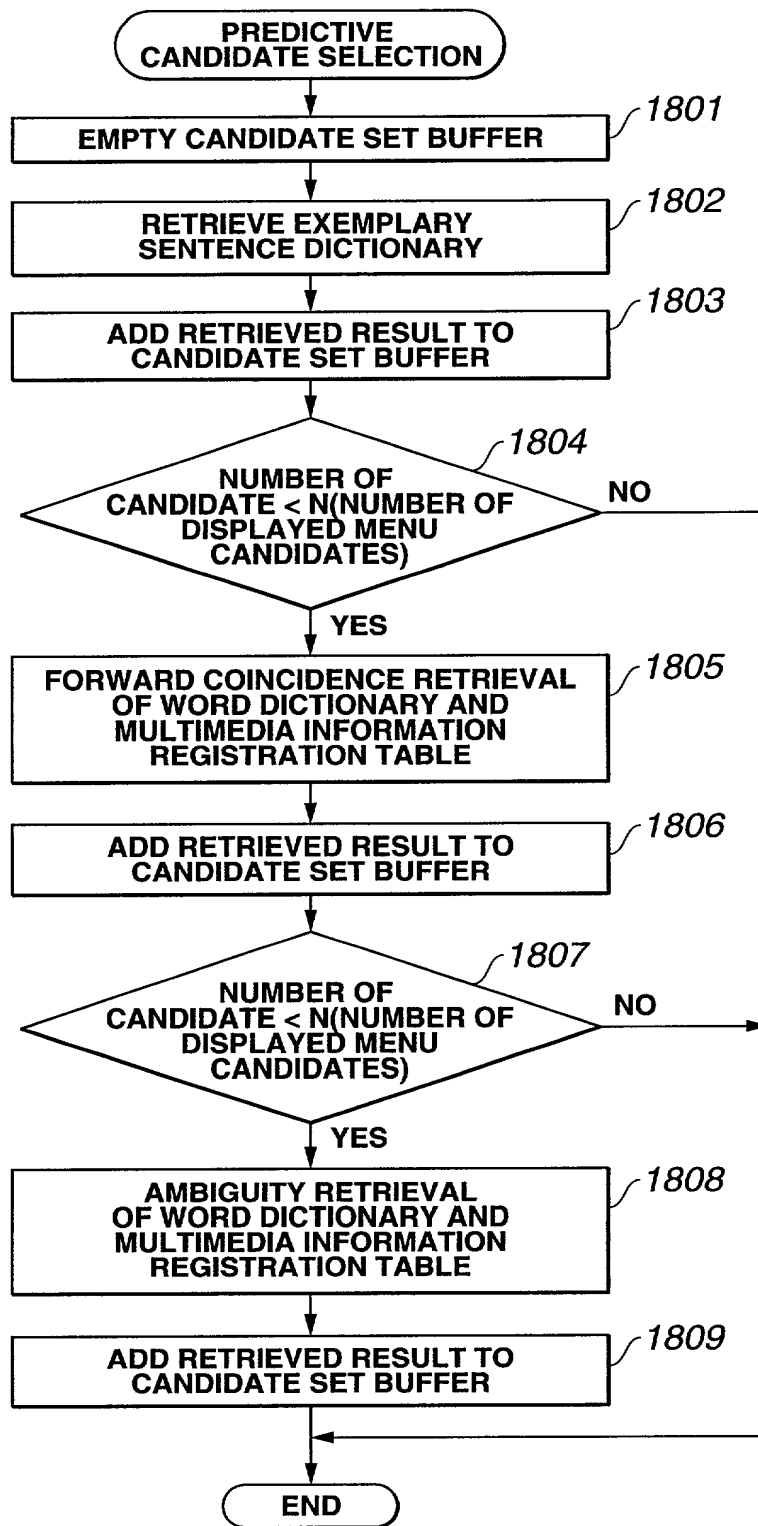 PREDICTIVE
CANDIDATE SELECTION
1801
EMPTY CANDIDATE SET BUFFER
1802
RETRIEVE EXEMPLARY
SENTENCE DICTIONARY
1803
ADD RETRIEVED RESULT TO
CANDIDATE SET BUFFER
1804
NUMBER OF
CANDIDATE < N(NUMBER OF
DISPLAYED MENU
CANDIDATES)
NO
YES
1805
FORWARD COINCIDENCE RETRIEVAL
OF WORD DICTIONARY AND
MULTIMEDIA INFORMATION
REGISTRATION TABLE
1806
ADD RETRIEVED RESULT TO
CANDIDATE SET BUFFER
1807
NUMBER OF
CANDIDATE < N(NUMBER OF
DISPLAYED MENU
CANDIDATES)
NO
YES
1808
AMBIGUITY RETRIEVAL
OF WORD DICTIONARY AND
MULTIMEDIA INFORMATION
REGISTRATION TABLE
1809
ADD RETRIEVED RESULT TO
CANDIDATE SET BUFFER
END